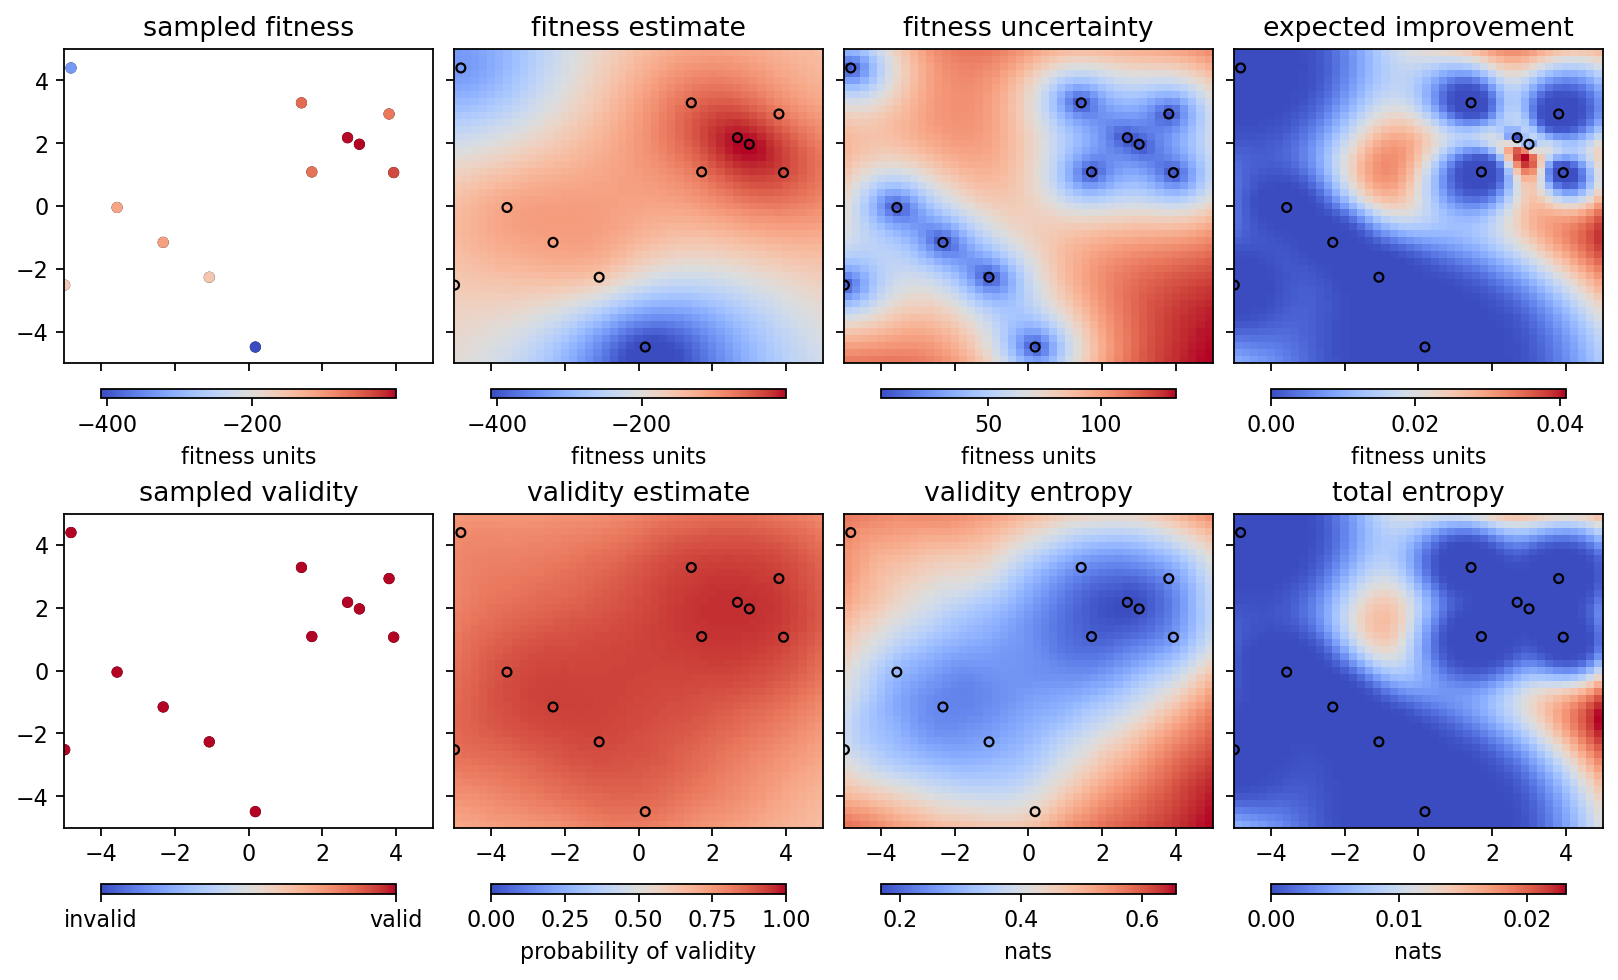 sampled fitness fitness estimate fitness uncertainty expected improvement
4
2
0
−2
−4
−400 −200 −400 −200 50 100 0.00 0.02 0.04
fitness units fitness units fitness units fitness units
sampled validity validity estimate validity entropy total entropy
4
2
0
−2
−4
−4 −2 0 2 4 −4 −2 0 2 4 −4 −2 0 2 4 −4 −2 0 2 4
invalid valid 0.00 0.25 0.50 0.75 1.00 0.2 0.4 0.6 0.00 0.01 0.02
probability of validity nats nats